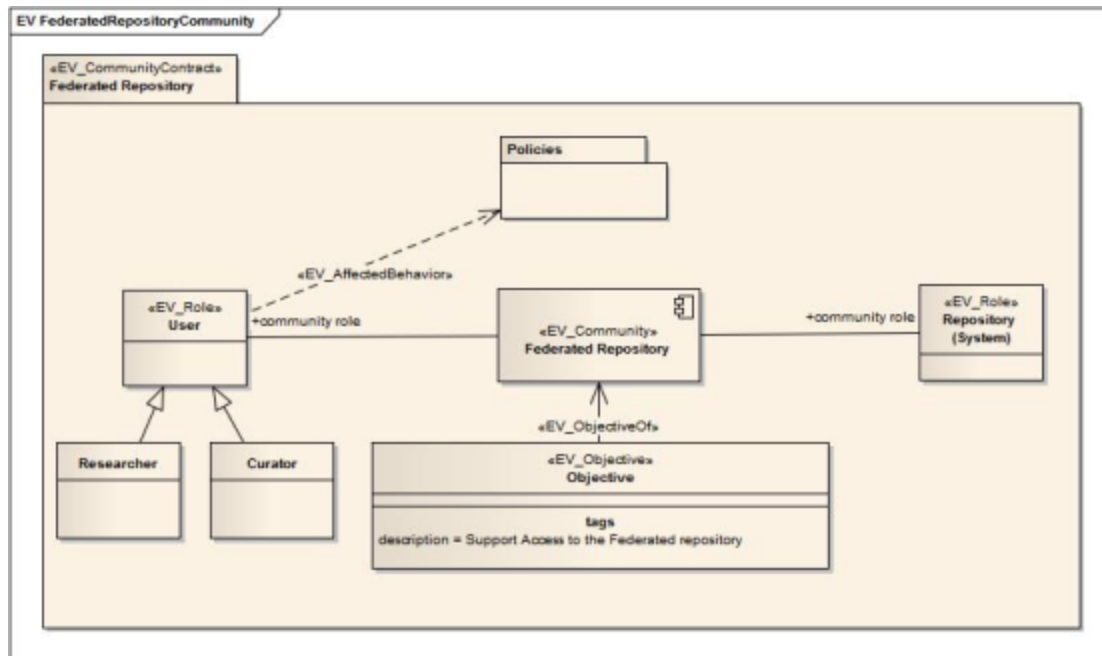 EV FederatedRepositoryCommunity
«EV_CommunityContract»
Federated Repository
Policies
«EV_AffectedBehavior»
«EV_Role»
User
+community role
«EV_Community»
Federated Repository
+community role
«EV_Role»
Repository
(System)
«EV_ObjectiveOf»
Researcher
Curator
«EV_Objective»
Objective
tags
description = Support Access to the Federated repository